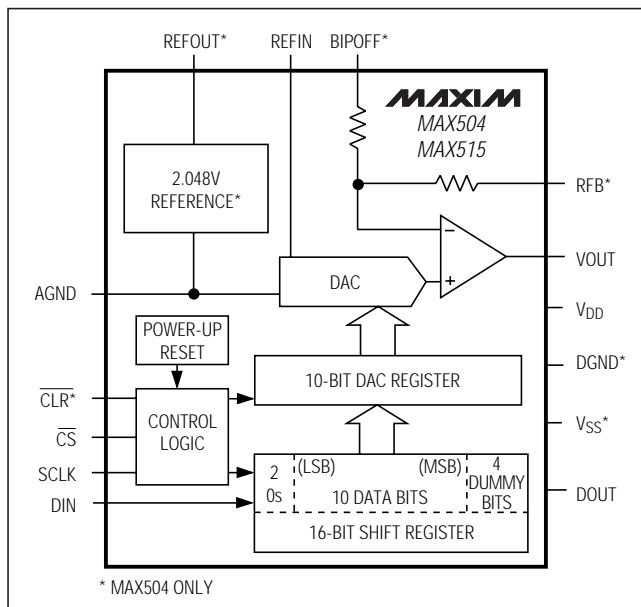 REFOUT* REFIN BIPOFF*
MAXIM
MAX504
MAX515
2.048V
REFERENCE*
RFB*
−
+
VOUT
DAC
AGND
VDD
POWER-UP
RESET
DGND*
10-BIT DAC REGISTER
CLR*
CONTROL
LOGIC
CS
VSS*
SCLK
2
0s
(LSB) (MSB)
10 DATA BITS
4
DUMMY
BITS
DIN
DOUT
16-BIT SHIFT REGISTER
* MAX504 ONLY